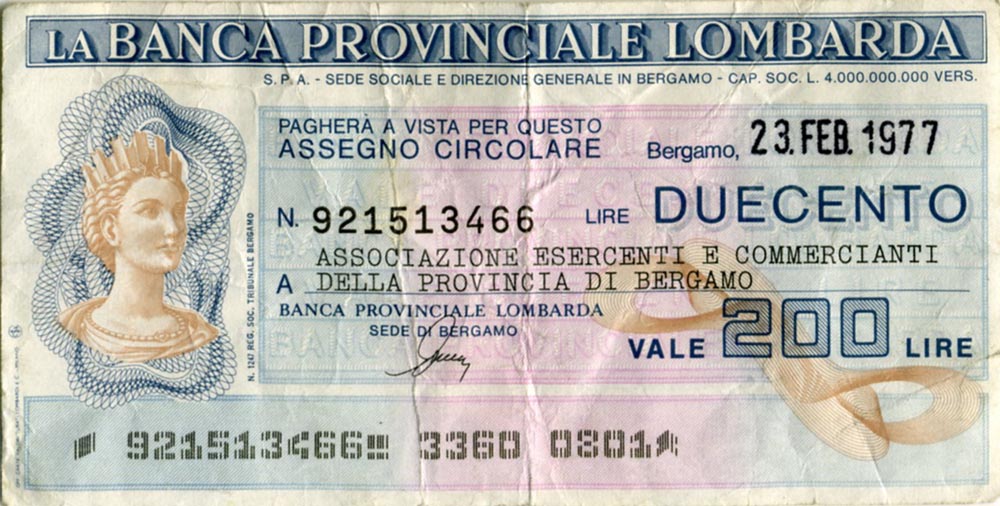 LA BANCA PROVINCIALE LOMBARDA
S.P.A. - SEDE SOCIALE E DIREZIONE GENERALE IN BERGAMO - CAP. SOC. L. 4.000.000.000 VERS.
PAGHERÀ A VISTA PER QUESTO
ASSEGNO CIRCOLARE Bergamo, 23. FEB. 1977
N. 921513466 LIRE DUECENTO
ASSOCIAZIONE ESERCENTI E COMMERCIANTI
A DELLA PROVINCIA DI BERGAMO
BANCA PROVINCIALE LOMBARDA
SEDE DI BERGAMO
VALE 200 LIRE
N. 1247 REG. SOC. TRIBUNALE BERGAMO
921513466 3360 0801